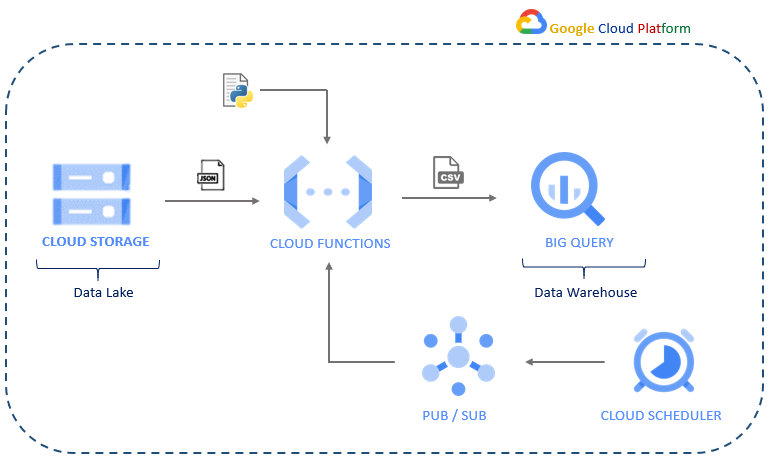 Google Cloud Platform
JSON
CSV
CLOUD STORAGE
CLOUD FUNCTIONS
BIG QUERY
Data Lake
Data Warehouse
PUB / SUB
CLOUD SCHEDULER